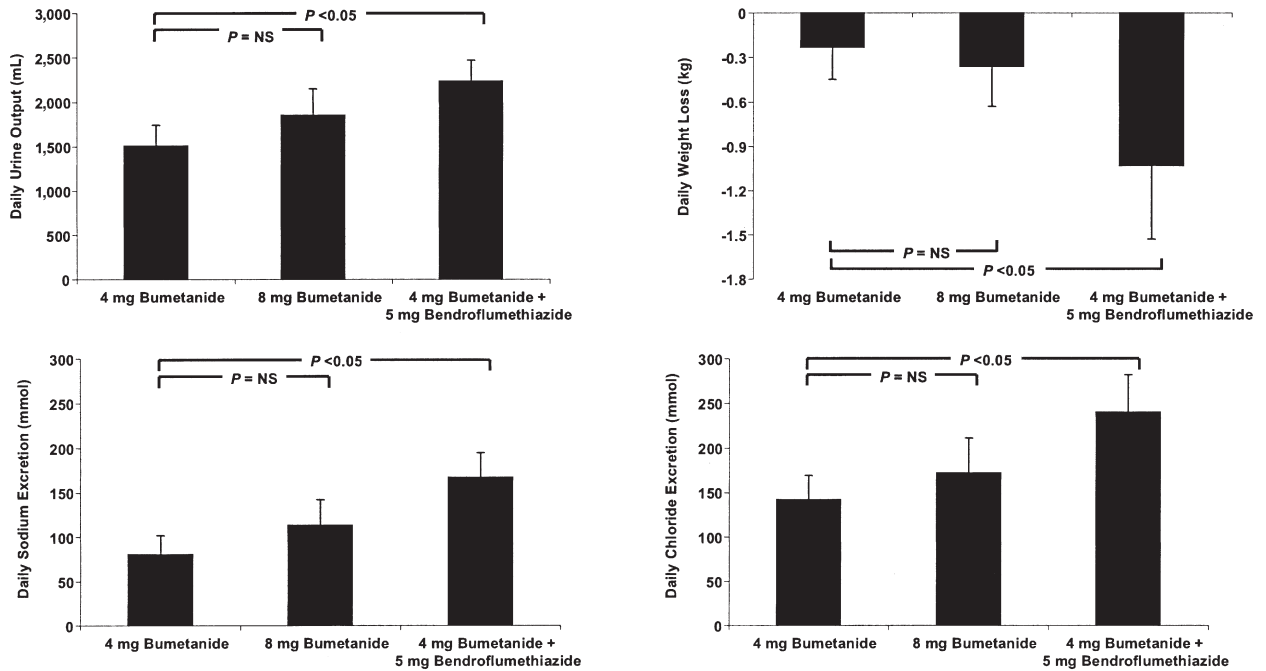 Daily Urine Output (mL)
3,000
2,500
2,000
1,500
1,000
500
0
P <0.05
P = NS
4 mg Bumetanide
8 mg Bumetanide
4 mg Bumetanide +
5 mg Bendroflumethiazide
Daily Weight Loss (kg)
0
-0.3
-0.6
-0.9
-1.2
-1.5
-1.8
P = NS
P <0.05
4 mg Bumetanide
8 mg Bumetanide
4 mg Bumetanide +
5 mg Bendroflumethiazide
Daily Sodium Excretion (mmol)
300
250
200
150
100
50
0
P <0.05
P = NS
4 mg Bumetanide
8 mg Bumetanide
4 mg Bumetanide +
5 mg Bendroflumethiazide
Daily Chloride Excretion (mmol)
300
250
200
150
100
50
0
P <0.05
P = NS
4 mg Bumetanide
8 mg Bumetanide
4 mg Bumetanide +
5 mg Bendroflumethiazide